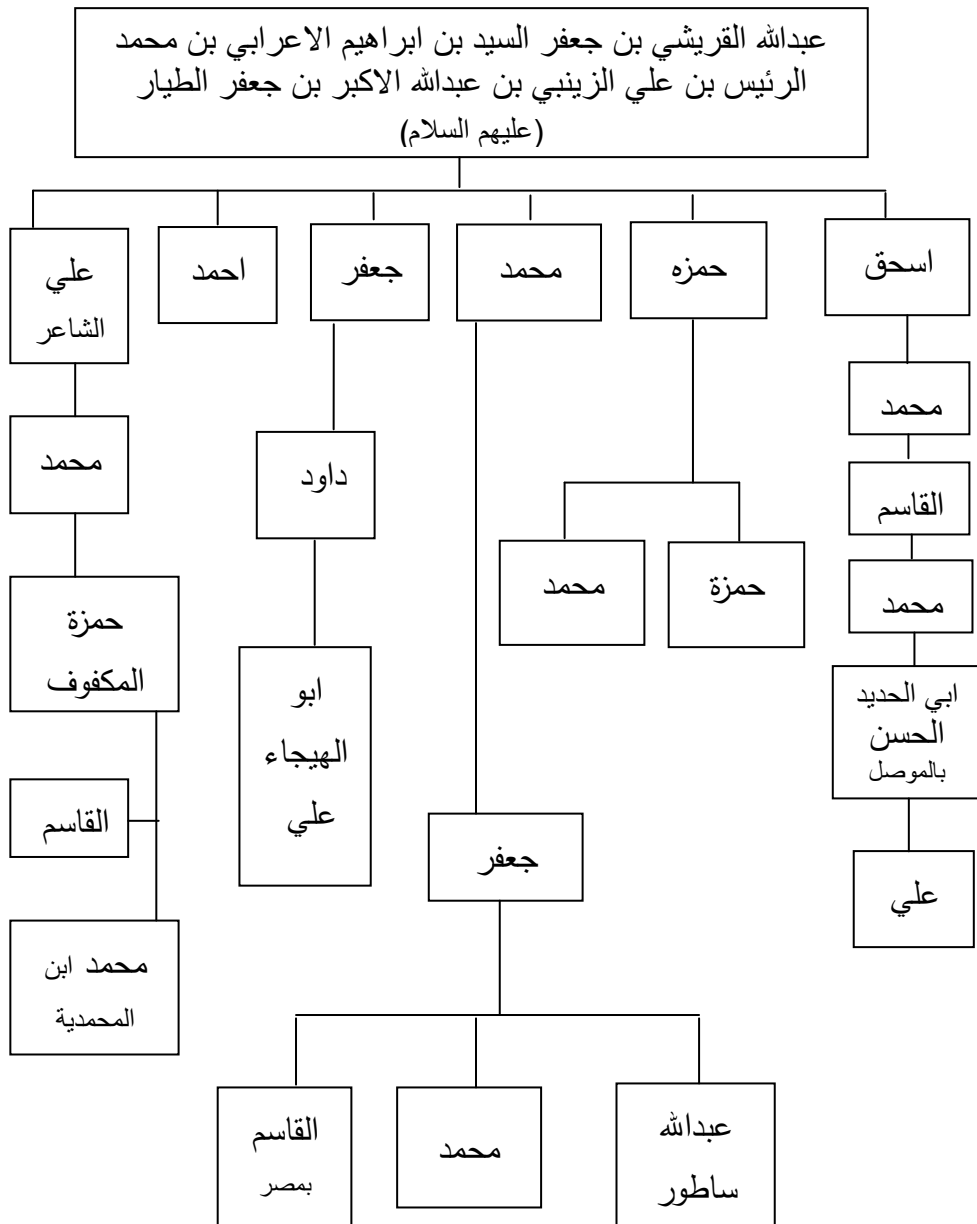 عبدالله القريشي بن جعفر السيد بن ابراهيم الاعرابي بن محمد
الرئيس بن علي الزينبي بن عبدالله الاكبر بن جعفر الطيار
(عليهم السلام)
اسحق
حمزه
محمد
جعفر
احمد
علي
الشاعر
محمد
القاسم
محمد
ابي الحديد
الحسن
بالموصل
علي
حمزة
محمد
داود
ابو
الهيجاء
علي
محمد
حمزة
المكفوف
القاسم
محمد ابن
المحمدية
جعفر
عبدالله
ساطور
محمد
القاسم
بمصر